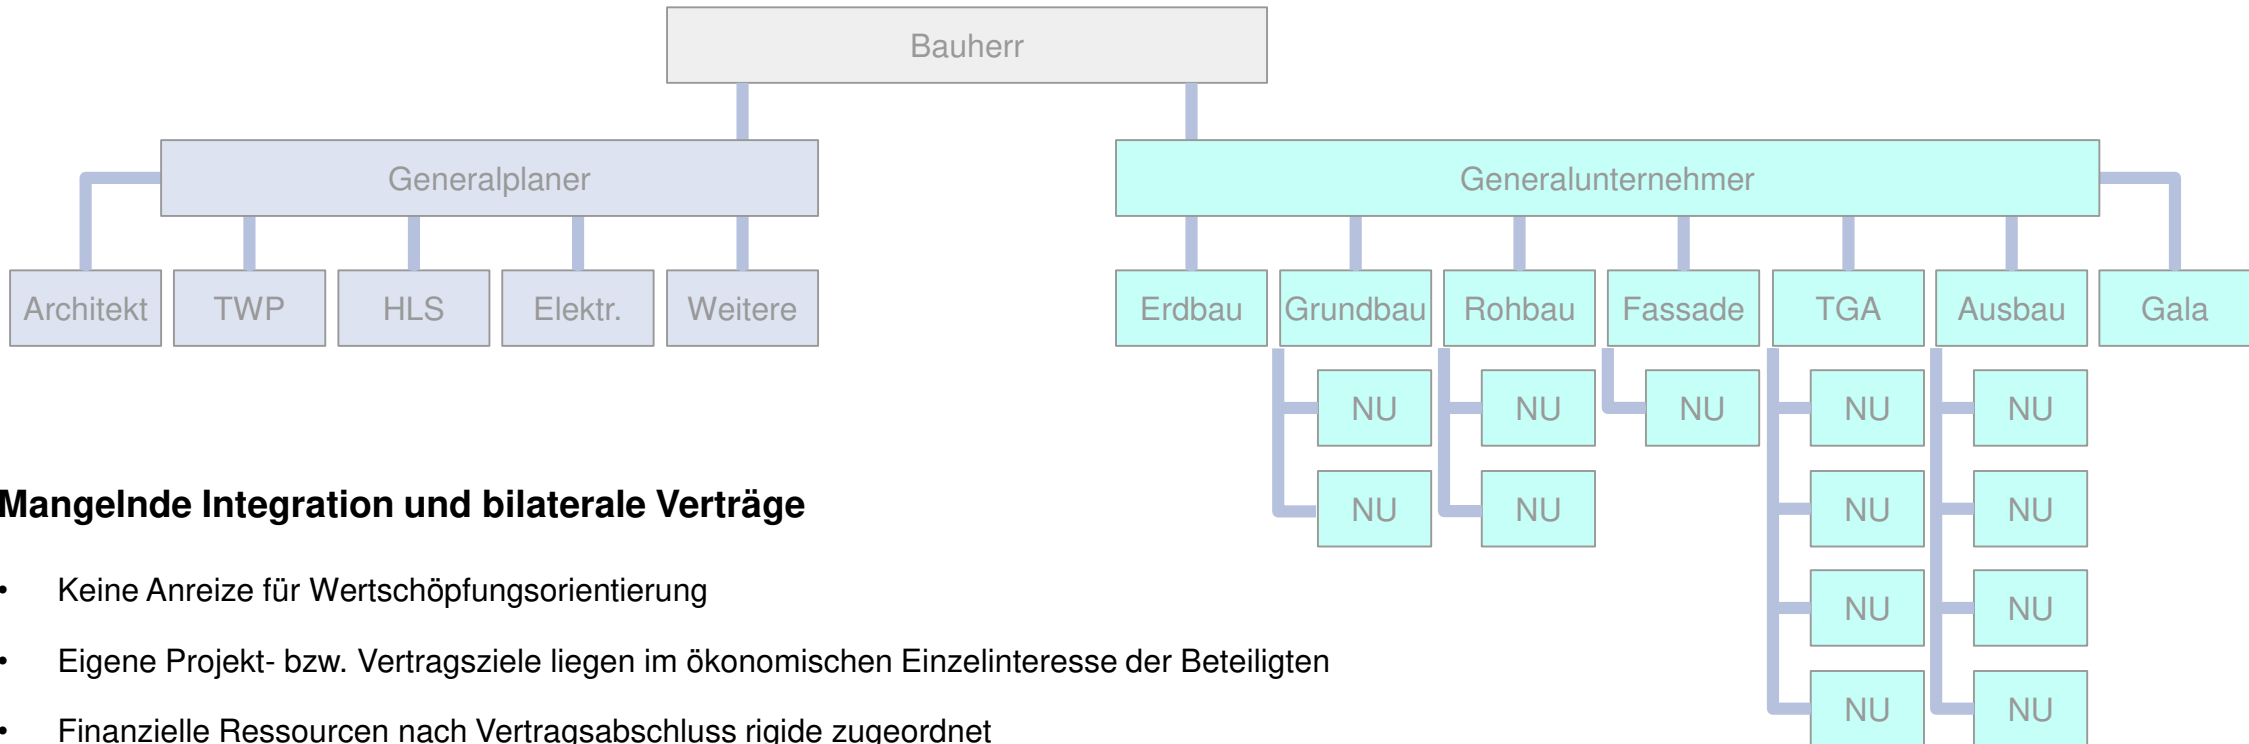 Bauherr
Generalplaner
Generalunternehmer
Architekt
TWP
HLS
Elektr.
Weitere
Erdbau
Grundbau
Rohbau
Fassade
TGA
Ausbau
Gala
NU
NU
NU
NU
NU
NU
NU
NU
NU
NU
NU
NU
NU
Mangelnde Integration und bilaterale Verträge
• Keine Anreize für Wertschöpfungsorientierung
• Eigene Projekt- bzw. Vertragsziele liegen im ökonomischen Einzelinteresse der Beteiligten
• Finanzielle Ressourcen nach Vertragsabschluss rigide zugeordnet